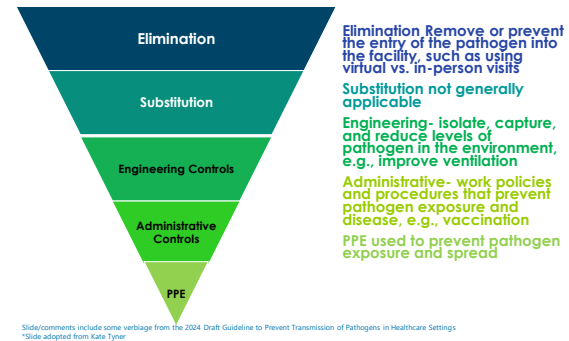 Elimination
Substitution
Engineering Controls
Administrative
Controls
PPE
Elimination Remove or prevent
the entry of the pathogen into
the facility, such as using
virtual vs. in-person visits
Substitution not generally
applicable
Engineering- isolate, capture,
and reduce levels of
pathogen in the environment,
e.g., improve ventilation
Administrative- work policies
and procedures that prevent
pathogen exposure and
disease, e.g., vaccination
PPE used to prevent pathogen
exposure and spread
Slide/comments include some verbiage from the 2024 Draft Guideline to Prevent Transmission of Pathogens in Healthcare Settings
*Slide adopted from Kate Tyner